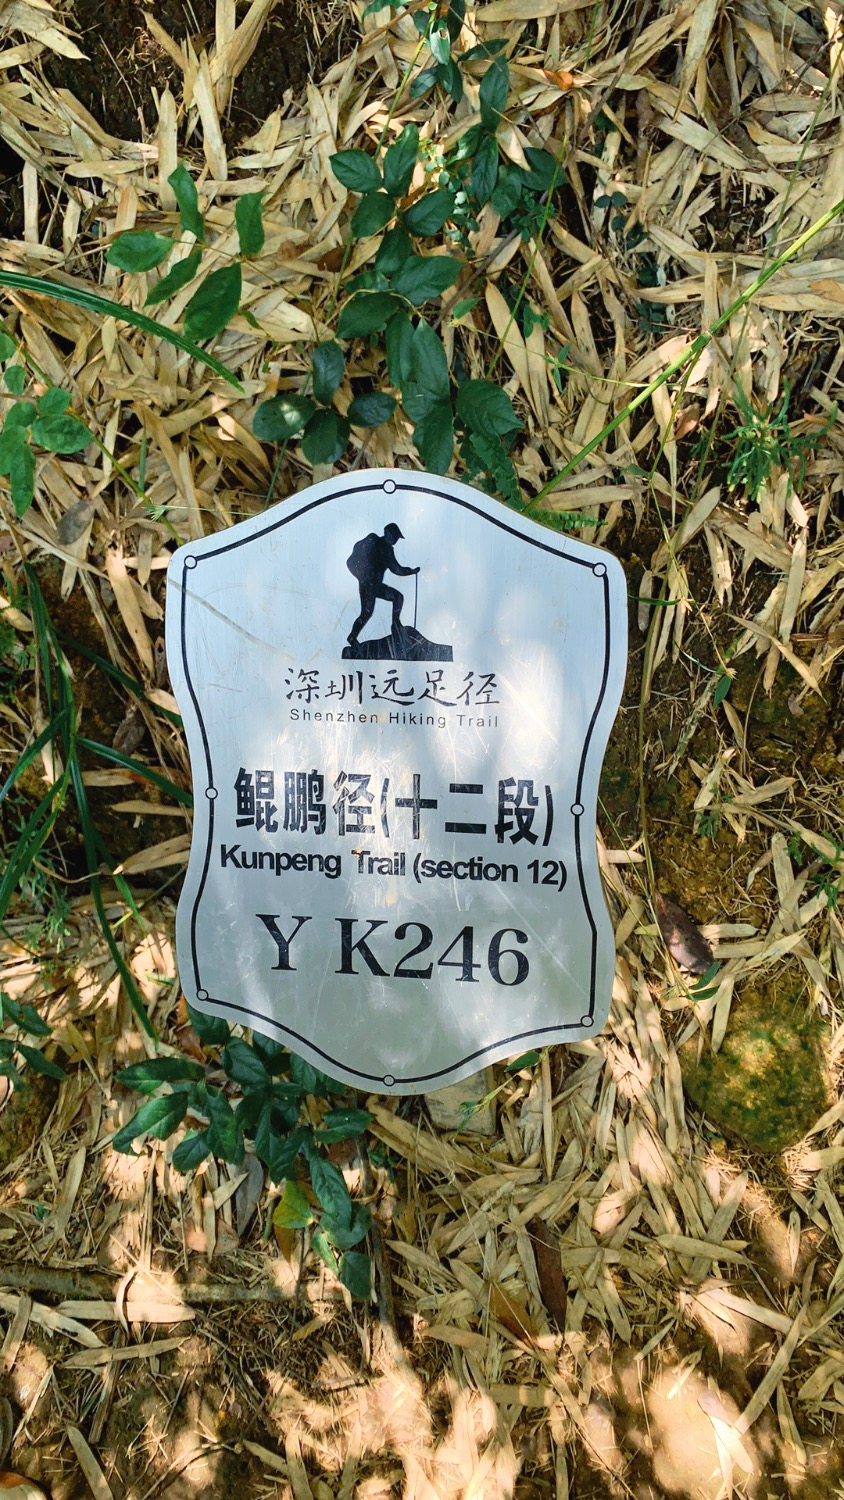 深圳远足径
Shenzhen Hiking Trail
鲲鹏径(十二段)
Kunpeng Trail (section 12)
Y K246